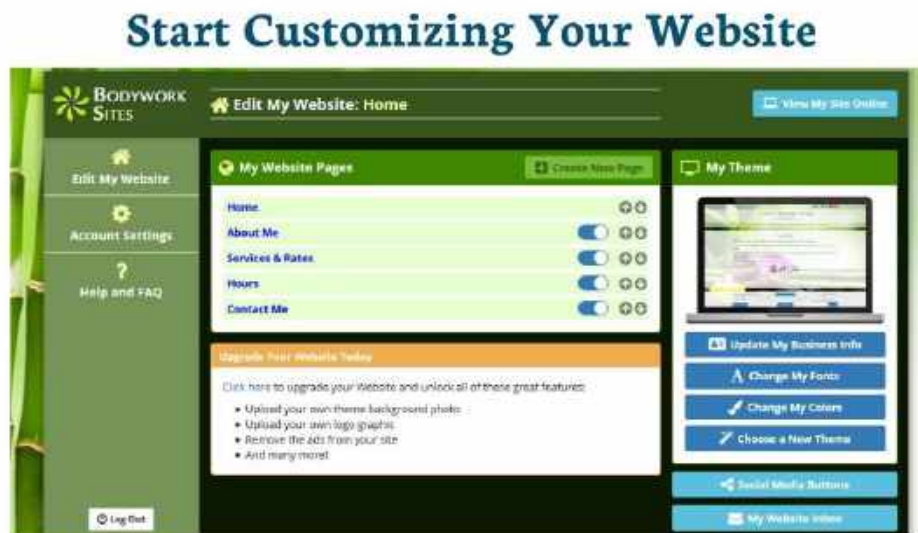 Start Customizing Your Website
BODYWORK
SITES
Edit My Website: Home
View My Site Online
Edit My Website
Account Settings
?
Help and FAQ
Log Out
My Website Pages
Create New Page
Home
About Me
Services & Rates
Hours
Contact Me
Upgrade Your Website Today
Click here to upgrade your Website and unlock all of these great features:
Upload your own theme background photo
Upload your own logo graphic
Remove the ads from your site
And many more!
My Theme
Update My Business Info
A Change My Fonts
Change My Colors
Choose a New Theme
Social Media Buttons
My Website Inbox